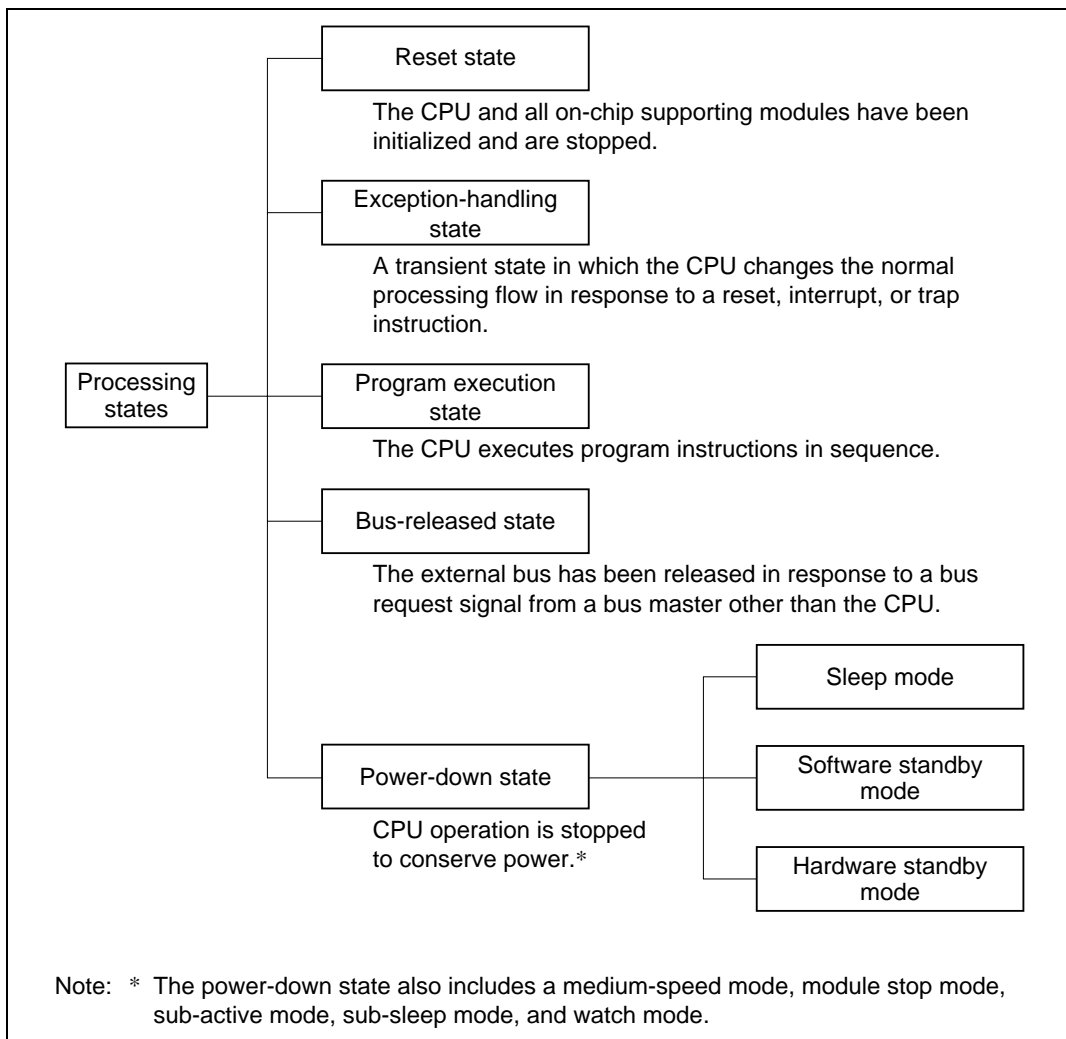 Reset state
The CPU and all on-chip supporting modules have been
initialized and are stopped.
Exception-handling
state
A transient state in which the CPU changes the normal
processing flow in response to a reset, interrupt, or trap
instruction.
Processing
states
Program execution
state
The CPU executes program instructions in sequence.
Bus-released state
The external bus has been released in response to a bus
request signal from a bus master other than the CPU.
Sleep mode
Power-down state
Software standby
mode
CPU operation is stopped
to conserve power.*
Hardware standby
mode
Note: * The power-down state also includes a medium-speed mode, module stop mode,
sub-active mode, sub-sleep mode, and watch mode.